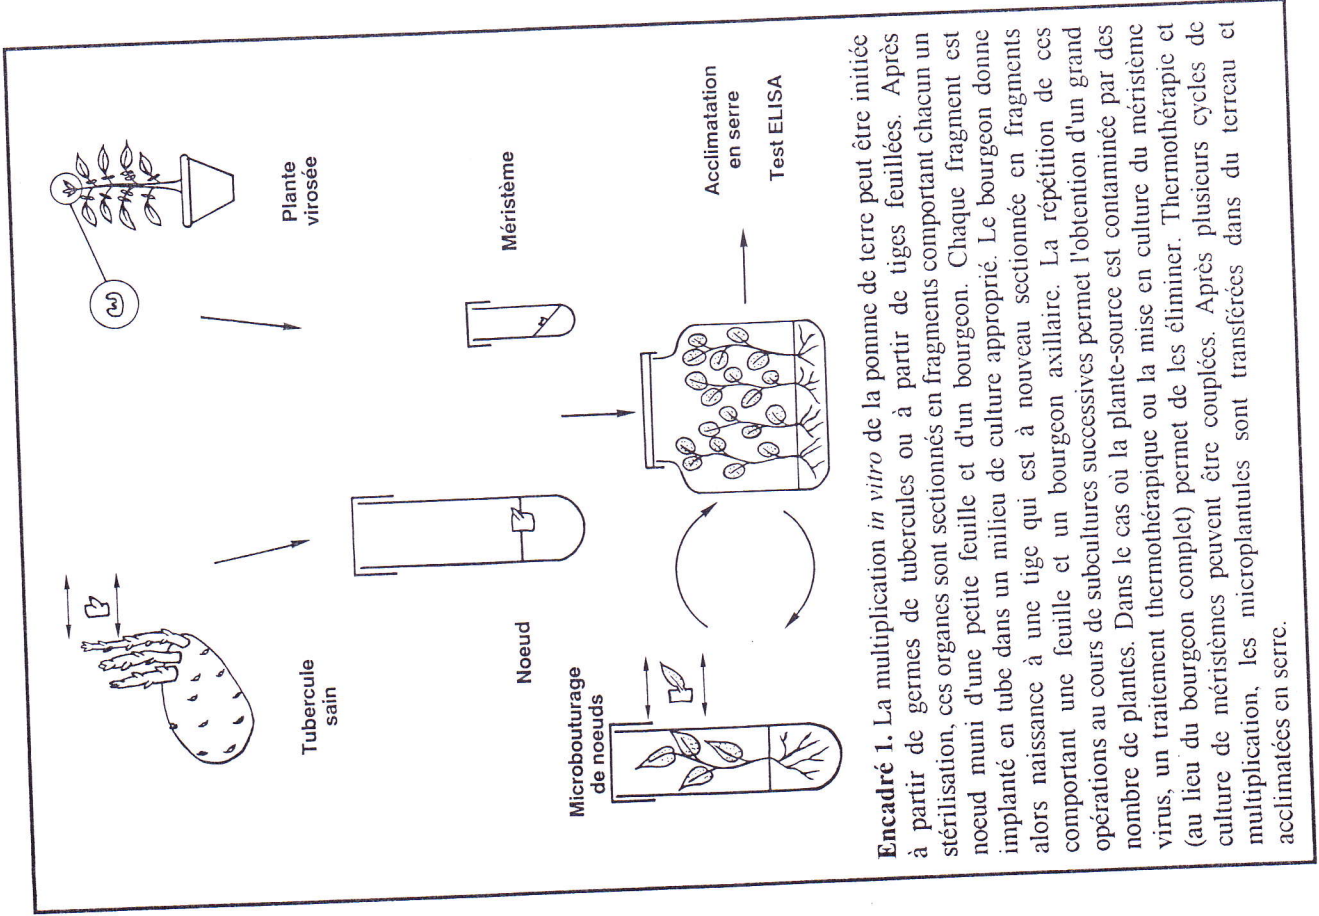 Tubercule
sain
Plante
virosée
Noeud
Méristème
Microbouturage
de noeuds
Acclimatation
en serre
Test ELISA
Encadré 1. La multiplication in vitro de la pomme de terre peut être initiée
à partir de germes de tubercules ou à partir de tiges feuillées. Après
stérilisation, ces organes sont sectionnés en fragments comportant chacun un
noeud muni d'une petite feuille et d'un bourgeon. Chaque fragment est
implanté en tube dans un milieu de culture approprié. Le bourgeon donne
alors naissance à une tige qui est à nouveau sectionnée en fragments
comportant une feuille et un bourgeon axillaire. La répétition de ces
opérations au cours de subcultures successives permet l'obtention d'un grand
nombre de plantes. Dans le cas où la plante-source est contaminée par des
virus, un traitement thermothérapique ou la mise en culture du méristème
(au lieu du bourgeon complet) permet de les éliminer. Thermothérapie et
culture de méristèmes peuvent être couplées. Après plusieurs cycles de
multiplication, les microplantules sont transférées dans du terreau et
acclimatées en serre.